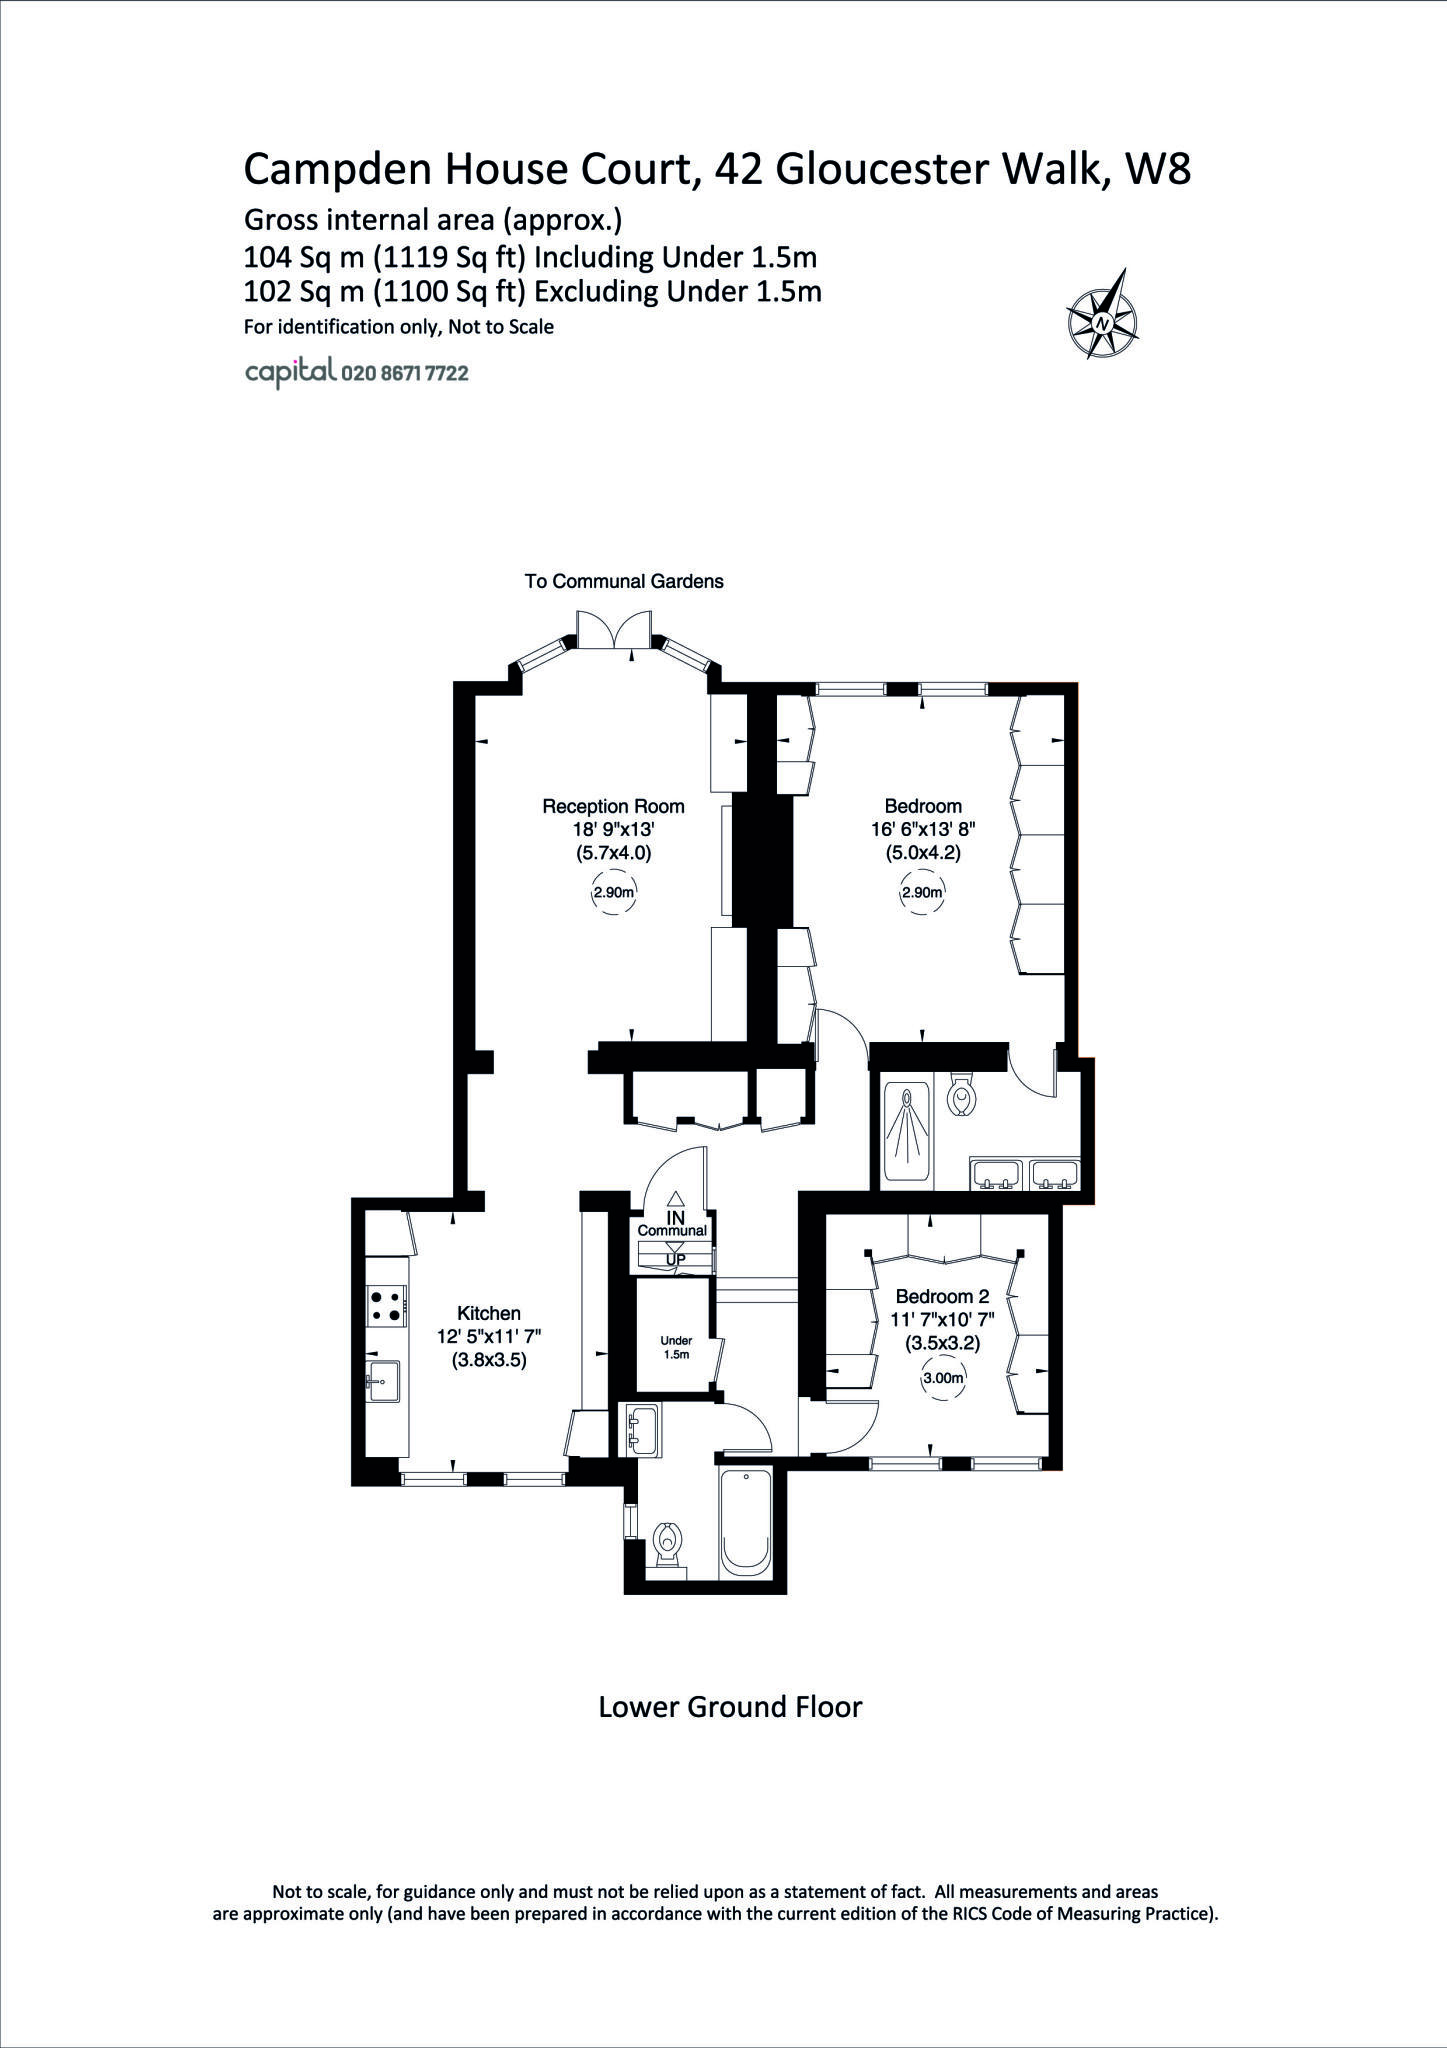 Campden House Court, 42 Gloucester Walk, W8
Gross internal area (approx.)
104 Sq m (1119 Sq ft) Including Under 1.5m
102 Sq m (1100 Sq ft) Excluding Under 1.5m
For identification only, Not to Scale
N
capital 020 8671 7722
To Communal Gardens
Reception Room
18' 9"x13'
(5.7x4.0)
2.90m
Bedroom
16' 6"x13' 8"
(5.0x4.2)
2.90m
IN
Communal
UP
Kitchen
12' 5"x11' 7"
(3.8x3.5)
Under
1.5m
Bedroom 2
11' 7"x10' 7"
(3.5x3.2)
3.00m
Lower Ground Floor
Not to scale, for guidance only and must not be relied upon as a statement of fact. All measurements and areas
are approximate only (and have been prepared in accordance with the current edition of the RICS Code of Measuring Practice).